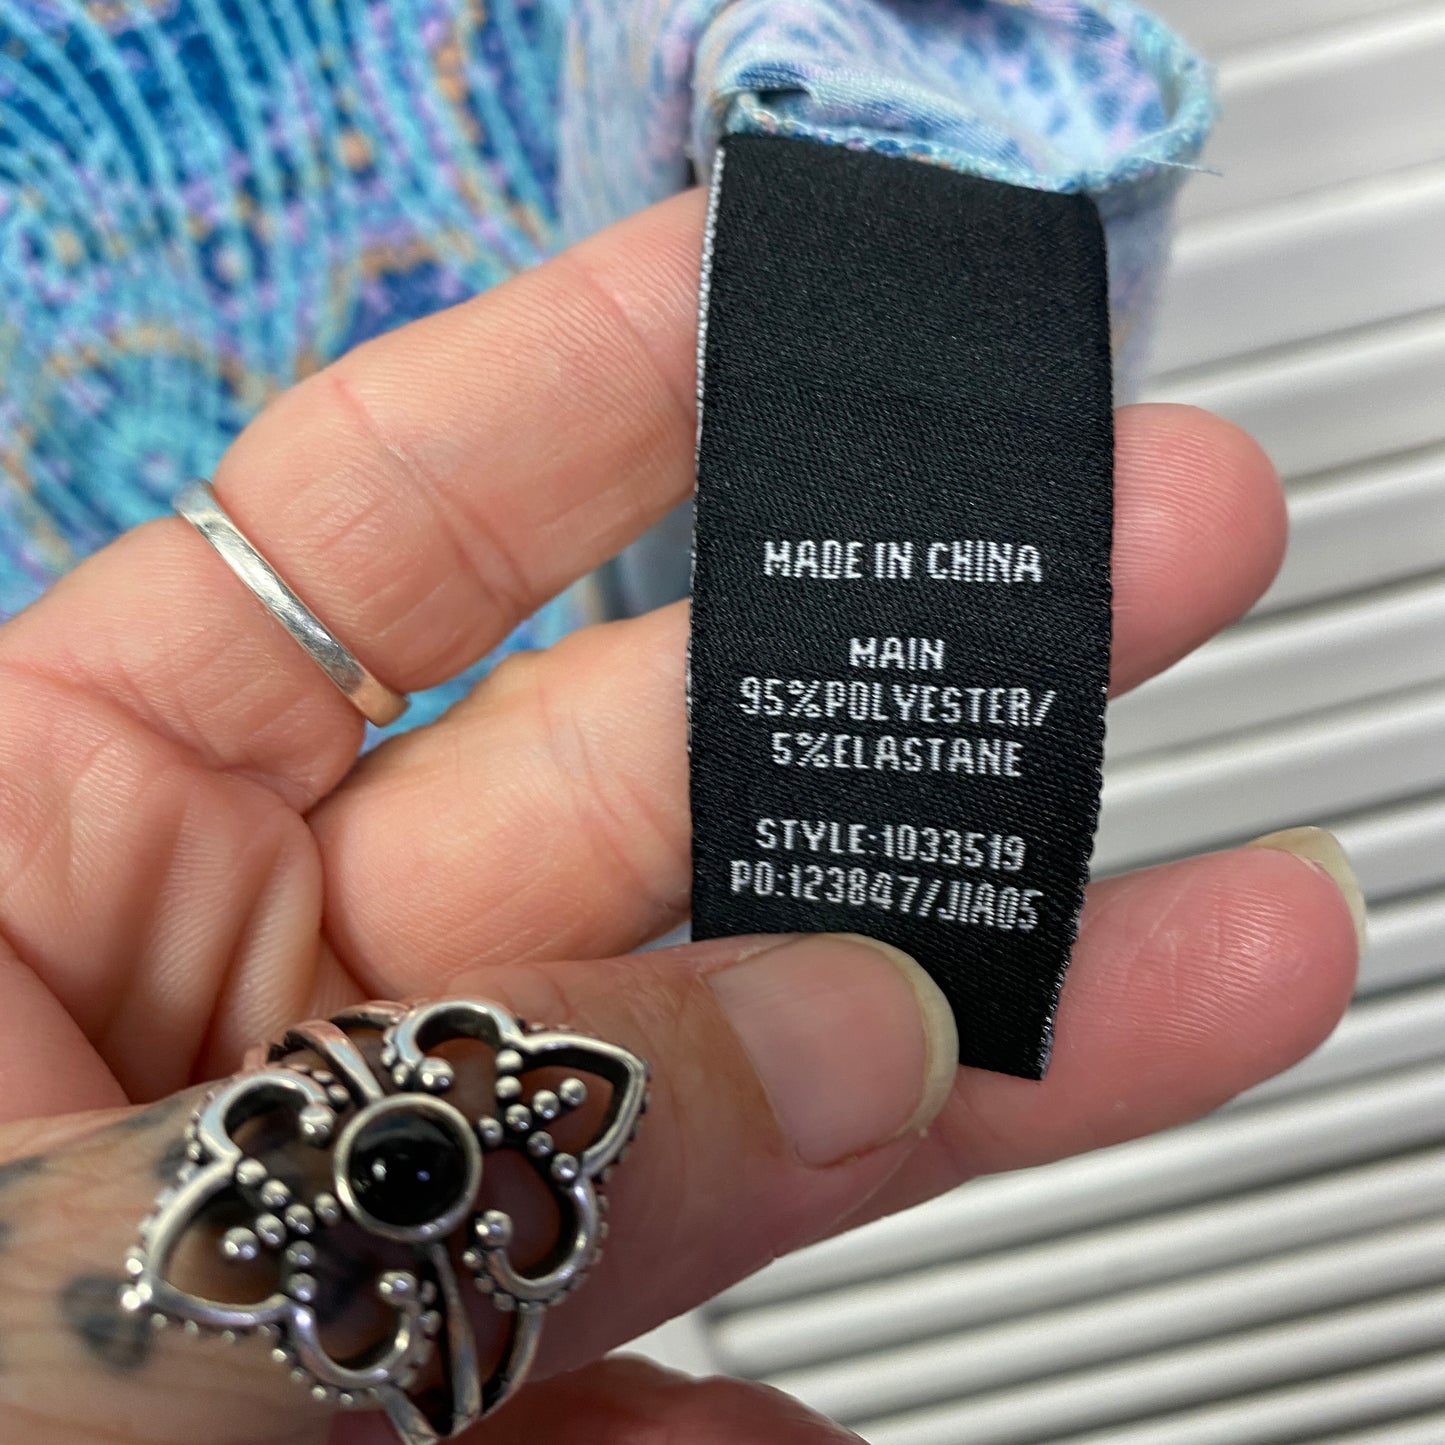 MADE IN CHINA
MAIN
95%POLYESTER/
5%ELASTANE
STYLE:1033519
PO:123847/JIA05